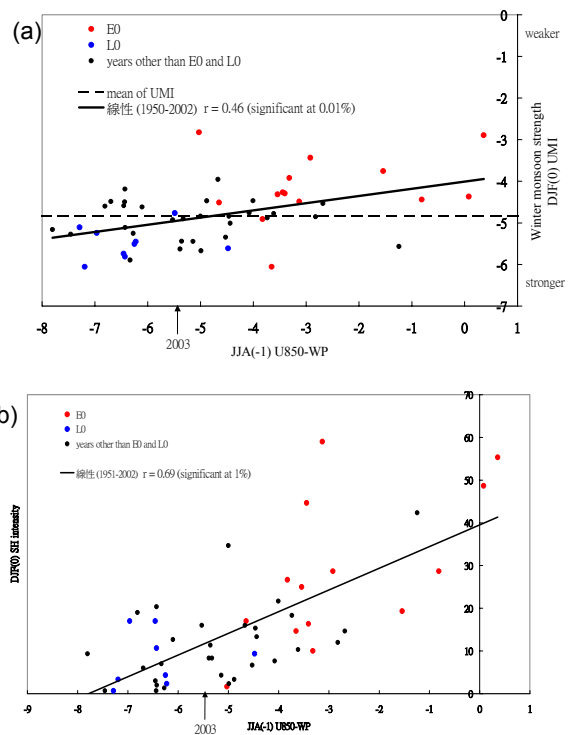 (a)
E0
L0
years other than E0 and L0
mean of UMI
線性 (1950-2002) r = 0.46 (significant at 0.01%)
0
-1
-2
-3
-4
-5
-6
-7
weaker
stronger
Winter monsoon strength
DJF(0) UMI
-8 -7 -6 -5 -4 -3 -2 -1 0 1
2003
JJA(-1) U850-WP
b)
E0
L0
years other than E0 and L0
線性 (1951-2002) r = 0.69 (significant at 1%)
70
60
50
40
30
20
10
0
DJF(0) SH intensity
-9 -8 -7 -6 -5 -4 -3 -2 -1 0 1
2003
JJA(-1) U850-WP